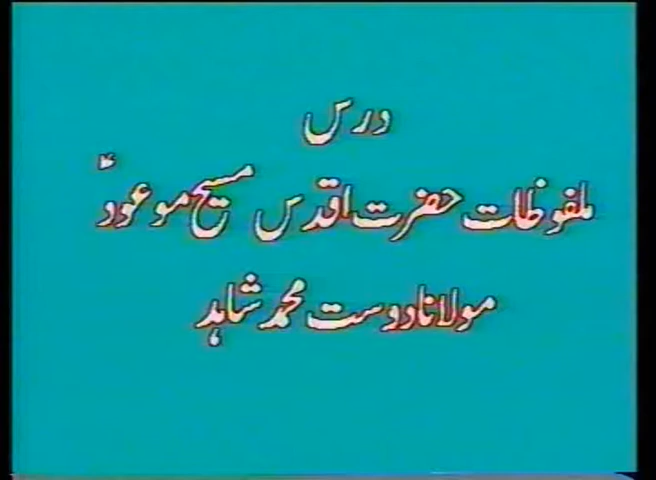 درس
ملفوظات حضرت اقدس مسیح موعودؑ
مولانا دوست محمد شاہد